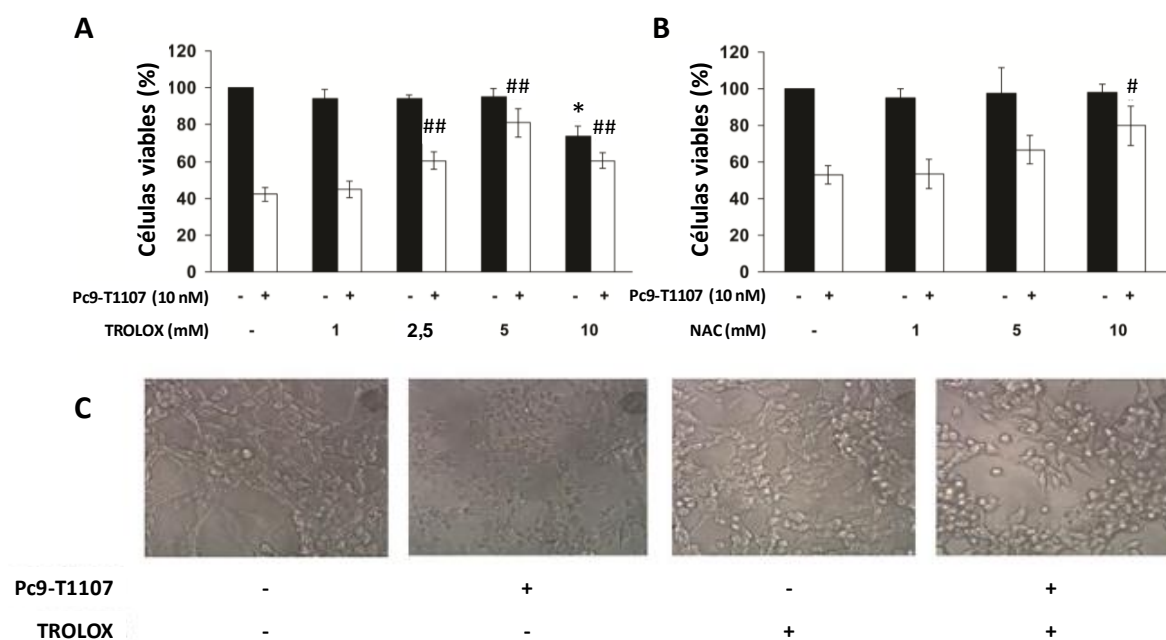 A
B
Células viables (%)
120
100
80
60
40
20
0
##
##
*
##
Pc9-T1107 (10 nM) - + - + - + - + - +
TROLOX (mM) - 1 2,5 5 10
Células viables (%)
120
100
80
60
40
20
0
#
Pc9-T1107 (10 nM) - + - + - + - +
NAC (mM) - 1 5 10
C
Pc9-T1107 - + - +
TROLOX - - + +